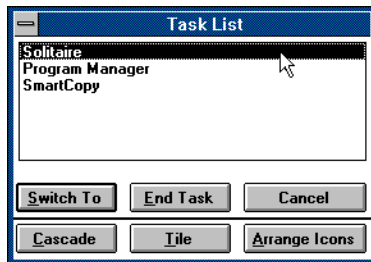 Task List
Solitaire
Program Manager
SmartCopy
Switch To End Task Cancel
Cascade Tile Arrange Icons